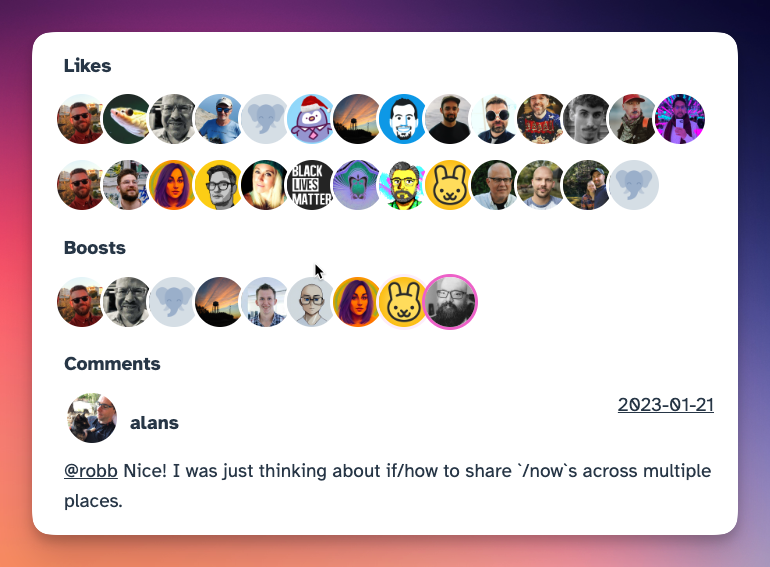 Likes
BLACK
LIVES
MATTER
Boosts
Comments
alans
2023-01-21
@robb Nice! I was just thinking about if/how to share `/now`s across multiple
places.